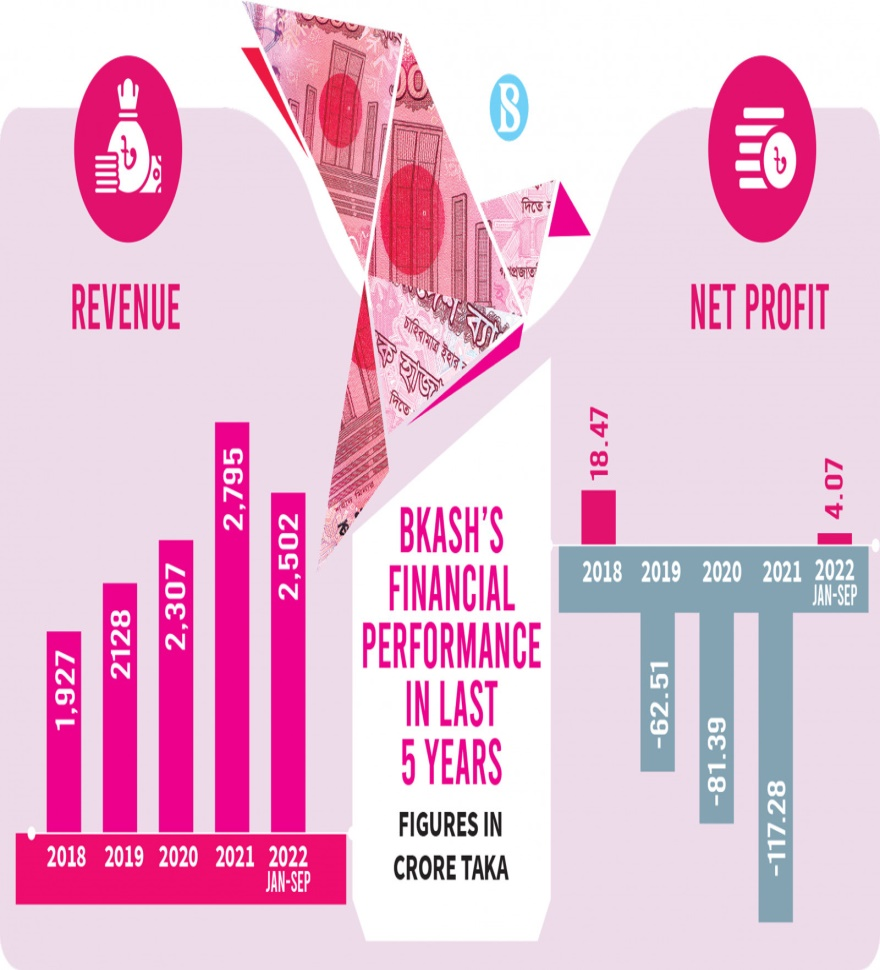 REVENUE
NET PROFIT
1,927
2128
2,307
2,795
2,502
2018
2019
2020
2021
2022
JAN-SEP
BKASH'S
FINANCIAL
PERFORMANCE
IN LAST
5 YEARS
FIGURES IN
CRORE TAKA
18.47
4.07
2018
2019
2020
2021
2022
JAN-SEP
-62.51
-81.39
-117.28
চাহিবামাত্র ইহার
ক হাজা
দিতে
দিতে